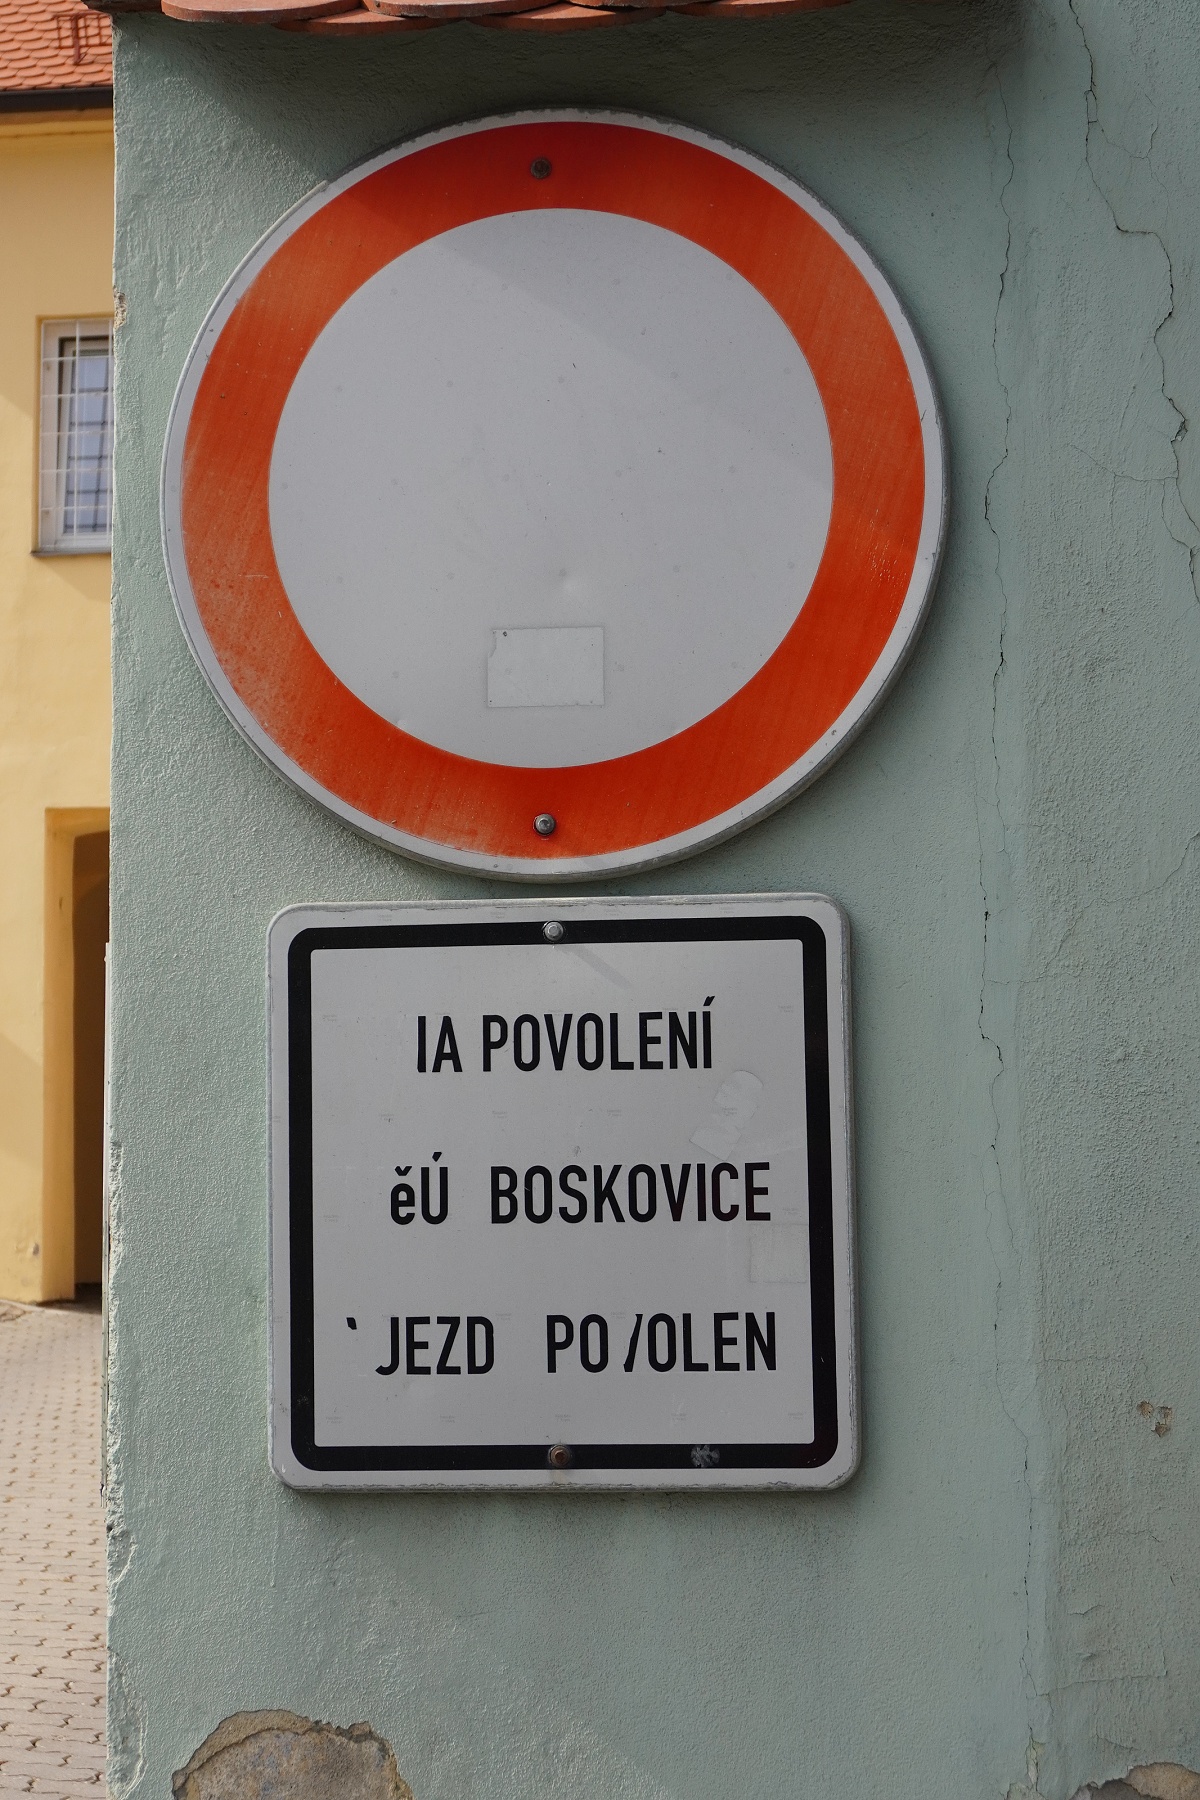 IA POVOLENÍ
ěÚ BOSKOVICE
JEZD PO/OLEN